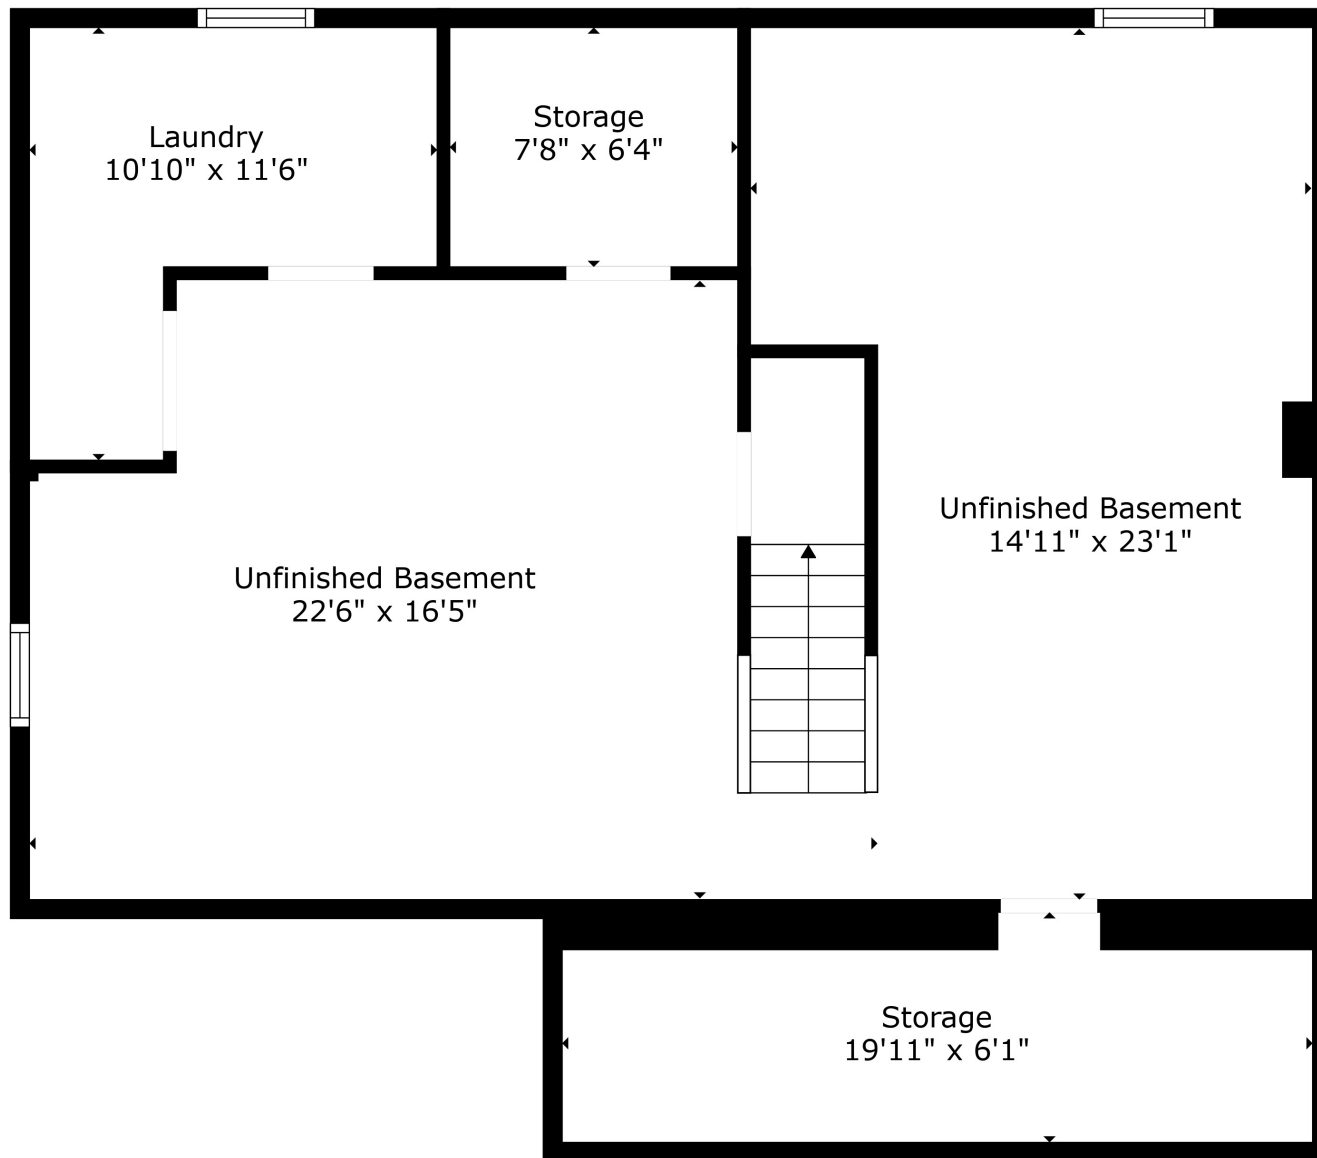 Laundry
10'10" x 11'6"
Storage
7'8" x 6'4"
Unfinished Basement
14'11" x 23'1"
Unfinished Basement
22'6" x 16'5"
Storage
19'11" x 6'1"